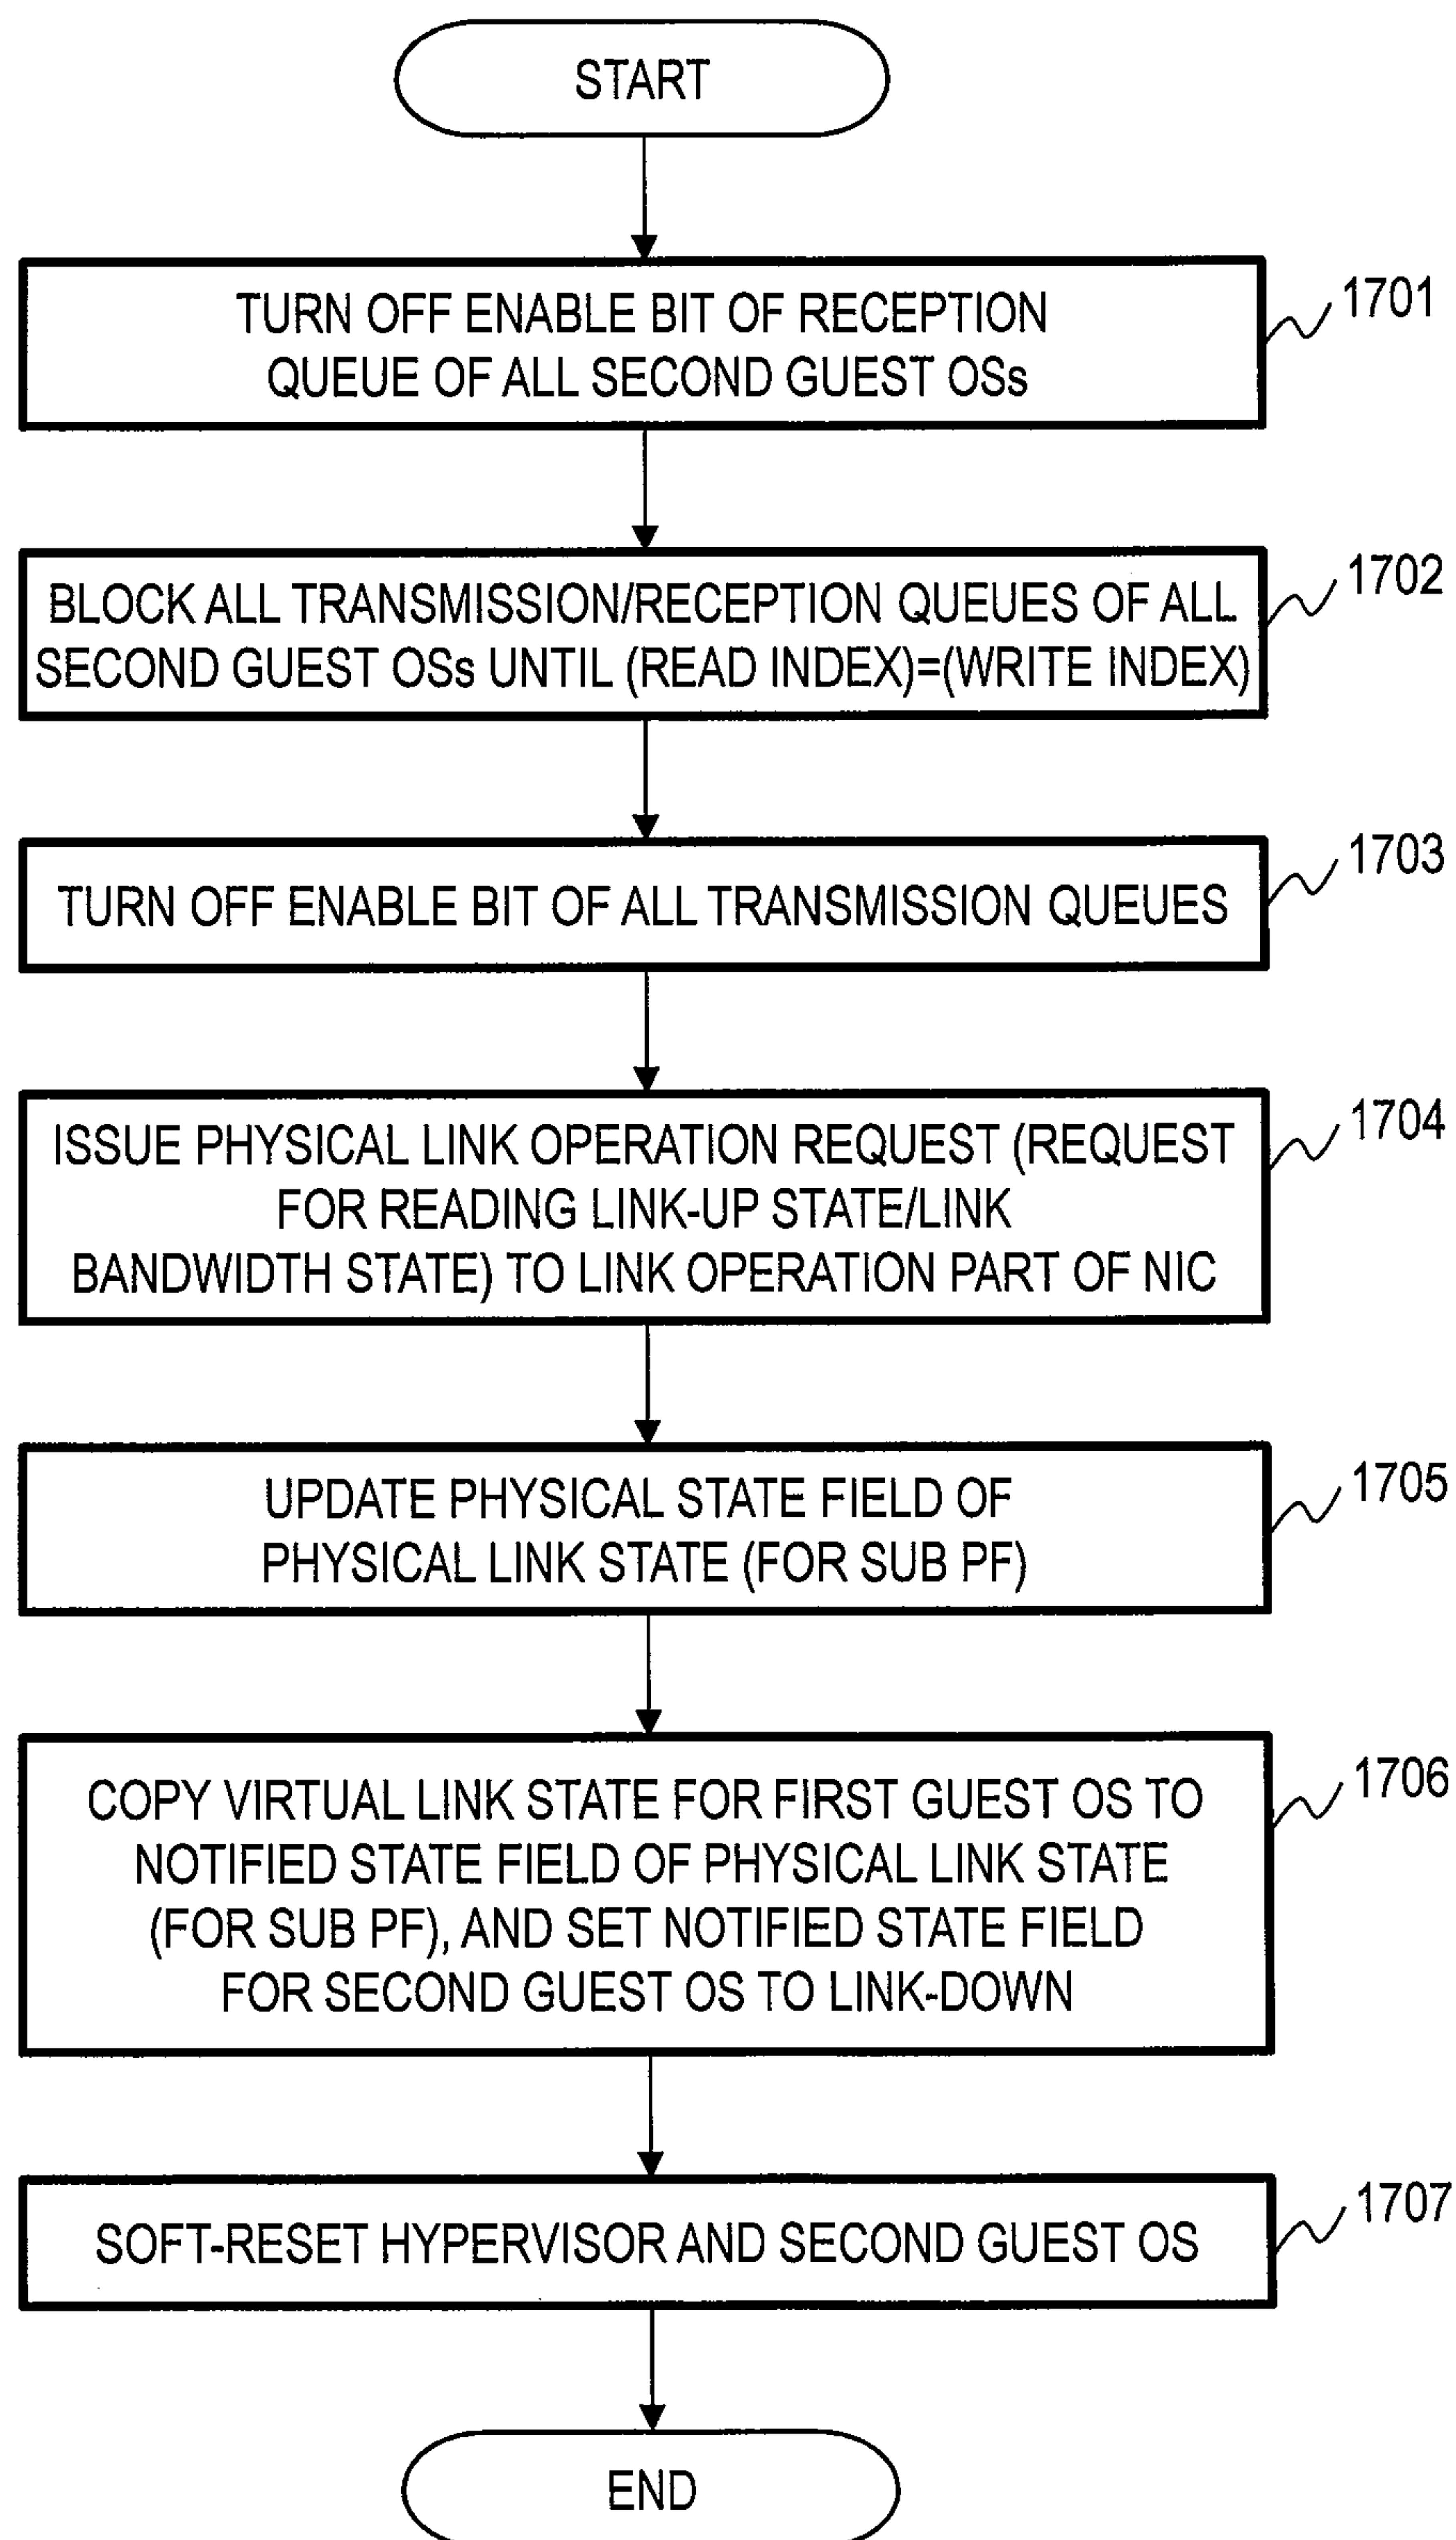 START
TURN OFF ENABLE BIT OF RECEPTION
QUEUE OF ALL SECOND GUEST OSs
1701
BLOCK ALL TRANSMISSION/RECEPTION QUEUES OF ALL
SECOND GUEST OSs UNTIL (READ INDEX)=(WRITE INDEX)
1702
TURN OFF ENABLE BIT OF ALL TRANSMISSION QUEUES
1703
ISSUE PHYSICAL LINK OPERATION REQUEST (REQUEST
FOR READING LINK-UP STATE/LINK
BANDWIDTH STATE) TO LINK OPERATION PART OF NIC
1704
UPDATE PHYSICAL STATE FIELD OF
PHYSICAL LINK STATE (FOR SUB PF)
1705
COPY VIRTUAL LINK STATE FOR FIRST GUEST OS TO
NOTIFIED STATE FIELD OF PHYSICAL LINK STATE
(FOR SUB PF), AND SET NOTIFIED STATE FIELD
FOR SECOND GUEST OS TO LINK-DOWN
1706
SOFT-RESET HYPERVISOR AND SECOND GUEST OS
1707
END